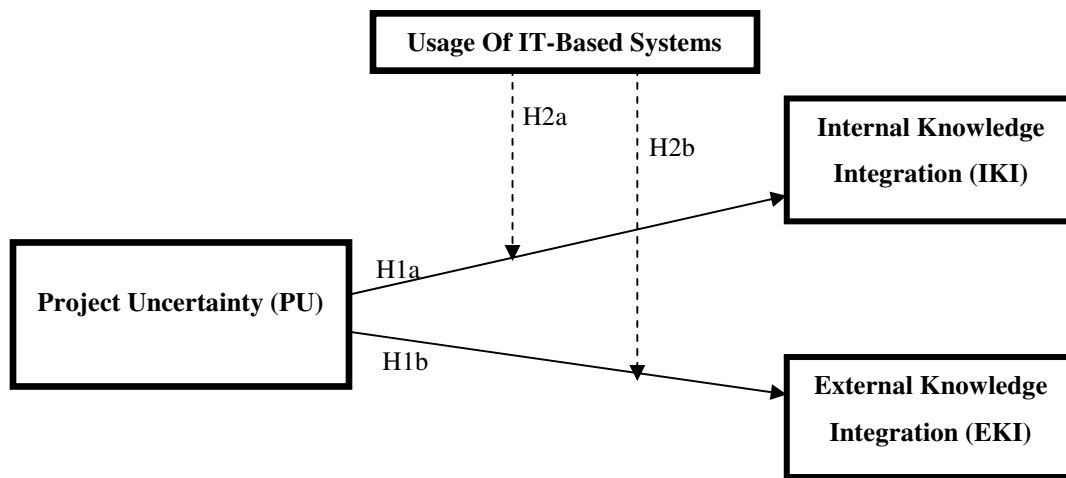 Usage Of IT-Based Systems
H2a
H2b
Internal Knowledge
Integration (IKI)
H1a
Project Uncertainty (PU)
H1b
External Knowledge
Integration (EKI)